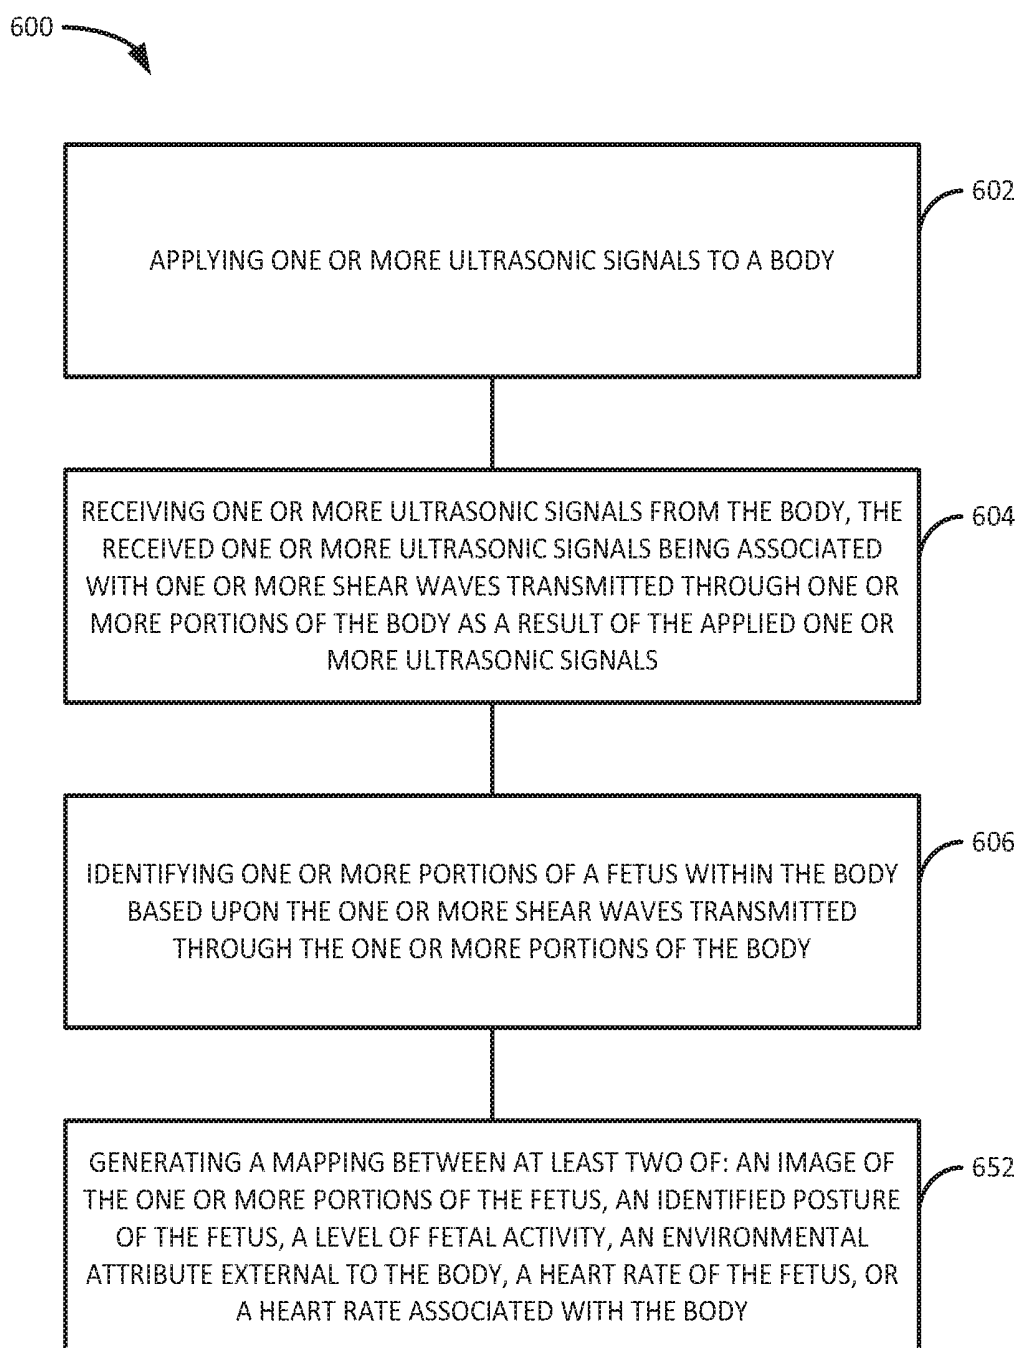 600
602
APPLYING ONE OR MORE ULTRASONIC SIGNALS TO A BODY
604
RECEIVING ONE OR MORE ULTRASONIC SIGNALS FROM THE BODY, THE
RECEIVED ONE OR MORE ULTRASONIC SIGNALS BEING ASSOCIATED
WITH ONE OR MORE SHEAR WAVES TRANSMITTED THROUGH ONE OR
MORE PORTIONS OF THE BODY AS A RESULT OF THE APPLIED ONE OR
MORE ULTRASONIC SIGNALS
606
IDENTIFYING ONE OR MORE PORTIONS OF A FETUS WITHIN THE BODY
BASED UPON THE ONE OR MORE SHEAR WAVES TRANSMITTED
THROUGH THE ONE OR MORE PORTIONS OF THE BODY
652
GENERATING A MAPPING BETWEEN AT LEAST TWO OF: AN IMAGE OF
THE ONE OR MORE PORTIONS OF THE FETUS, AN IDENTIFIED POSTURE
OF THE FETUS, A LEVEL OF FETAL ACTIVITY, AN ENVIRONMENTAL
ATTRIBUTE EXTERNAL TO THE BODY, A HEART RATE OF THE FETUS, OR
A HEART RATE ASSOCIATED WITH THE BODY